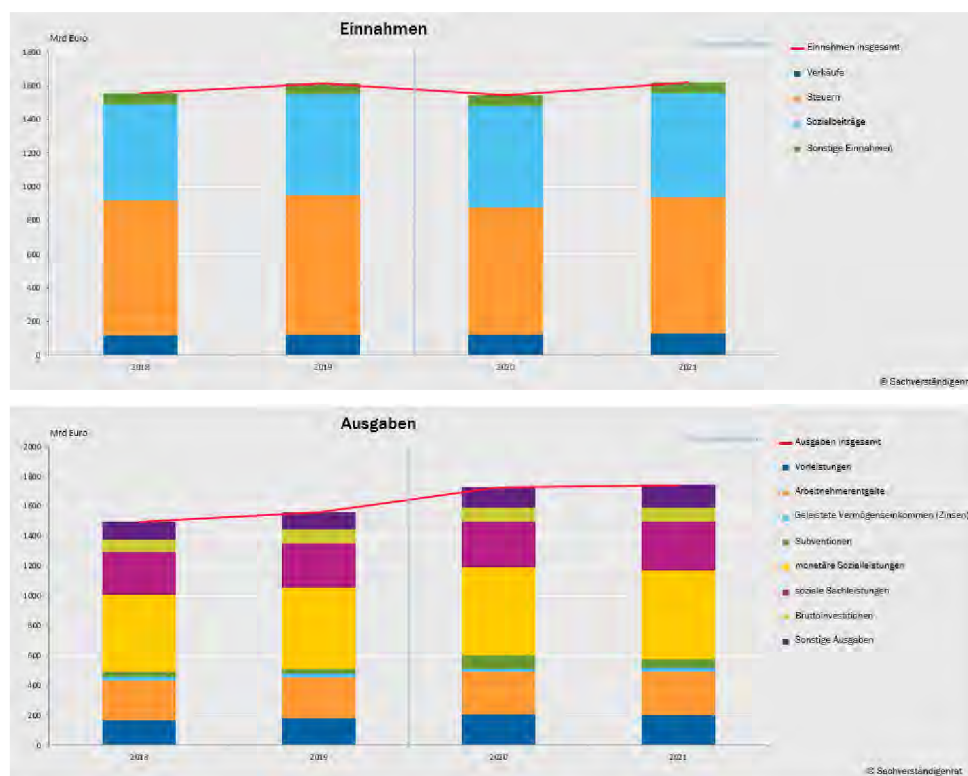 Einnahmen
Mrd Euro
1800
1600
1400
1200
1000
800
600
400
200
0
2018
2019
2020
2021
Einnahmen insgesamt
Verkäufe
Steuern
Sozialbeiträge
Sonstige Einnahmen
© Sachverständigenrat
Ausgaben
Mrd Euro
2000
1800
1600
1400
1200
1000
800
600
400
200
0
2018
2019
2020
2021
Ausgaben insgesamt
Vorleistungen
Arbeitnehmerentgelte
Geleistete Vermögenseinkommen (Zinsen)
Subventionen
monetäre Sozialleistungen
soziale Sachleistungen
Bruttoinvestitionen
Sonstige Ausgaben
© Sachverständigenrat